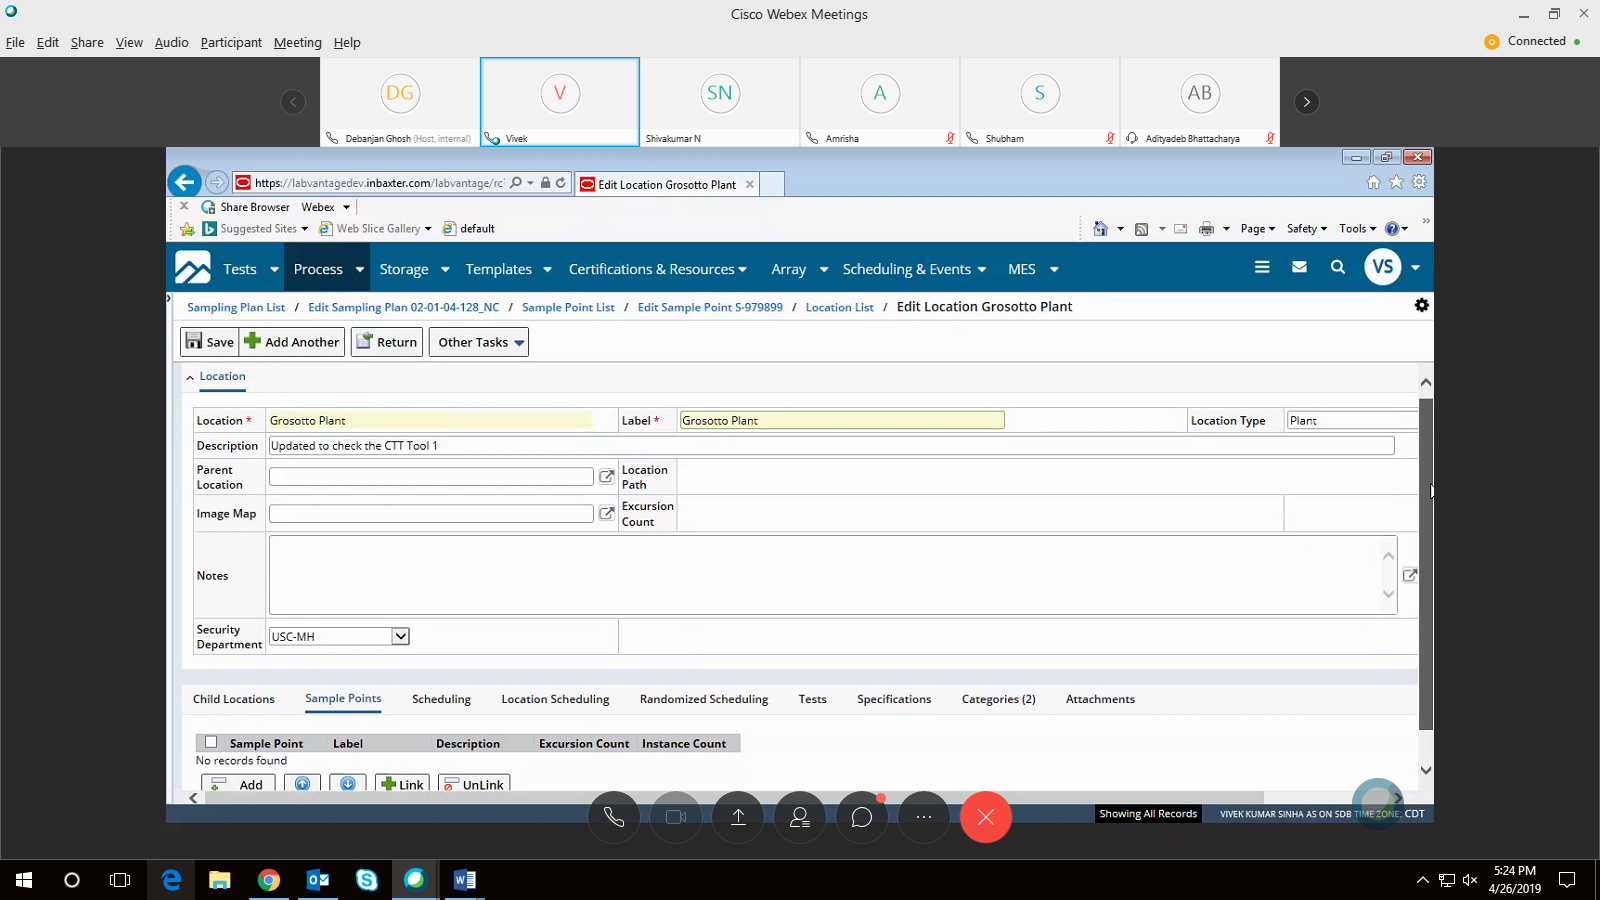 Cisco Webex Meetings
File Edit Share View Audio Participant Meeting Help
Connected
DG V SN A S AB
Debanjan Ghosh (Host, internal) Vivek Shivakumar N Amrisha Shubham Adityadeb Bhattacharya
https://labvantagedev.inbaxter.com/labvantage/rc
Edit Location Grosotto Plant
Share Browser Webex
Suggested Sites Web Slice Gallery default
Page Safety Tools
Tests Process Storage Templates Certifications & Resources Array Scheduling & Events MES VS
Sampling Plan List / Edit Sampling Plan 02-01-04-128_NC / Sample Point List / Edit Sample Point S-979899 / Location List / Edit Location Grosotto Plant
Save Add Another Return Other Tasks
Location
Location * Grosotto Plant Label * Grosotto Plant Location Type Plant
Description Updated to check the CTT Tool 1
Parent Location Location Path
Image Map Excursion Count
Notes
Security Department USC-MH
Child Locations Sample Points Scheduling Location Scheduling Randomized Scheduling Tests Specifications Categories (2) Attachments
Sample Point Label Description Excursion Count Instance Count
No records found
Add Link UnLink
Showing All Records VIVEK KUMAR SINHA AS ON SDB TIME ZONE: CDT
5:24 PM
4/26/2019